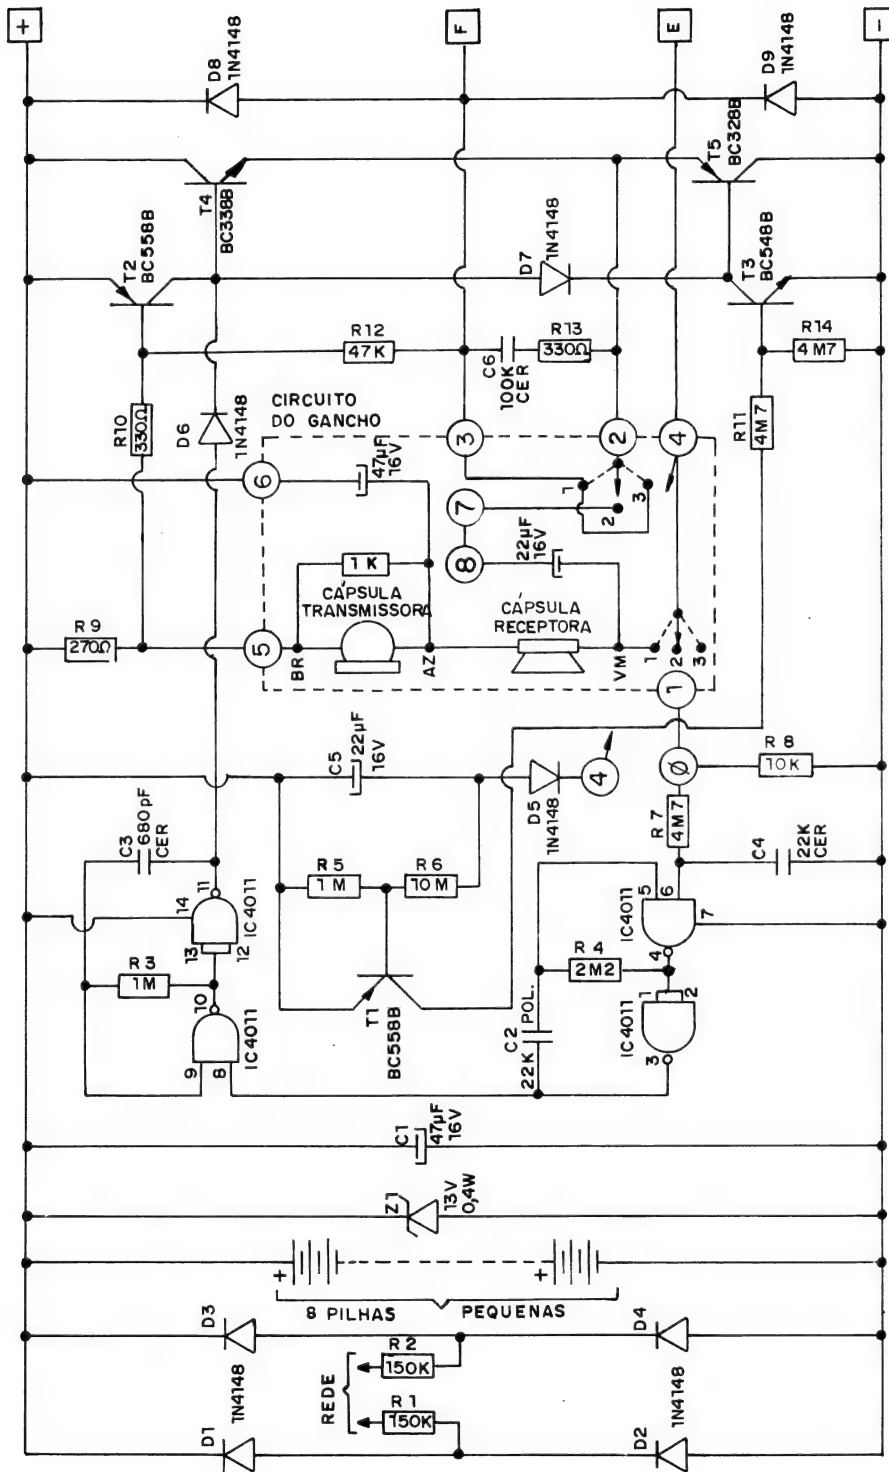 +
F
E
-
D8
1N4148
D9
1N4148
T4
BC338B
T5
BC328B
T2
BC558B
D7
1N4148
T3
BC548B
R12
47K
C6
100K
CER
R13
330Ω
R14
4M7
R10
330Ω
D6
1N4148
CIRCUITO
DO GANCHO
3
2
4
R11
4M7
6
47µF
16V
7
1
2
3
8
22µF
16V
1K
CÁPSULA
TRANSMISSORA
CÁPSULA
RECEPTORA
R9
270Ω
5
BR
AZ
VM
1
2
3
1
C5
22µF
16V
D5
1N4148
4
Ø
R8
10K
R7
4M7
C3
680pF
CER
R5
1M
R6
10M
C4
22K
CER
14
11
13
12
IC4011
IC4011
5
6
4
7
R3
1M
R4
2M2
10
9
8
IC4011
T1
BC558B
C2
22K
POL.
IC4011
1
2
3
C1
47µF
16V
Z1
13V
0,4W
+
+
8 PILHAS PEQUENAS
D3
D4
R2
150K
REDE
R1
150K
D1
1N4148
D2
1N4148